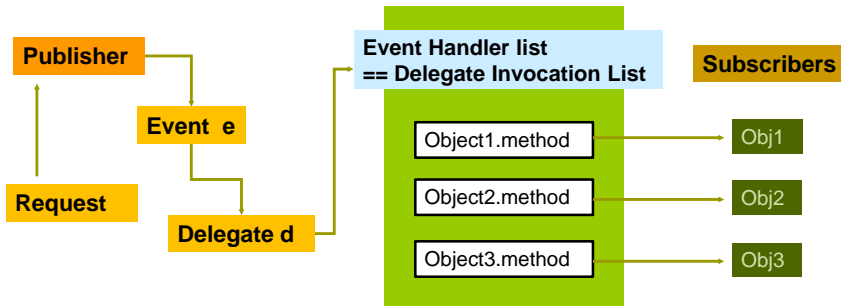 Publisher
Event Handler list
== Delegate Invocation List
Subscribers
Event e
Object1.method
Obj1
Request
Object2.method
Obj2
Delegate d
Object3.method
Obj3